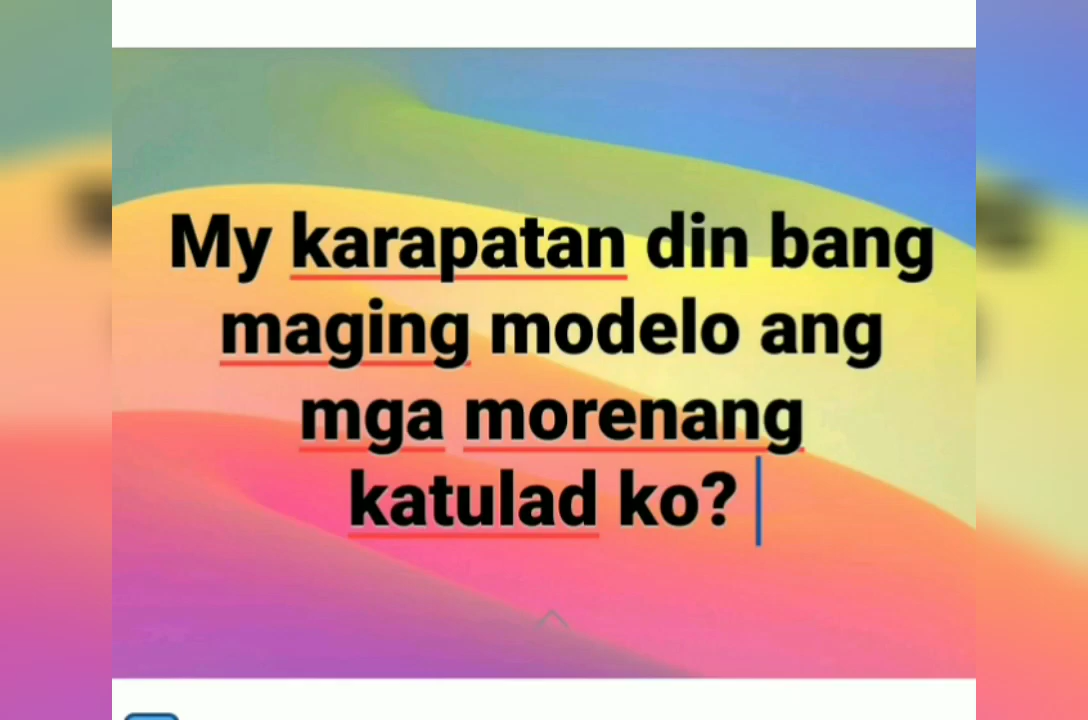 My karapatan din bang
maging modelo ang
mga morenang
katulad ko?